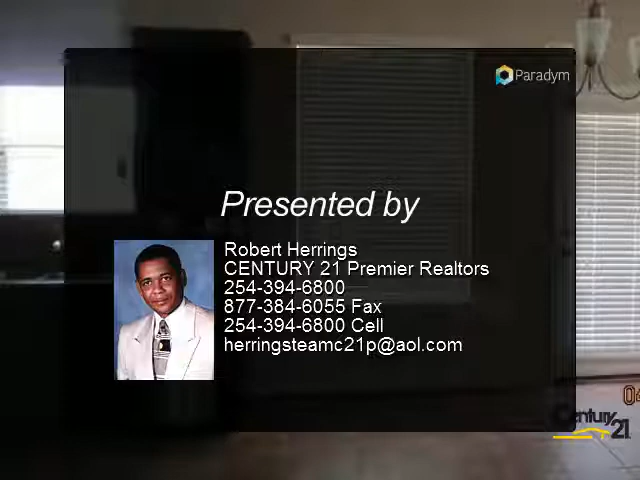 Paradym
Presented by
Robert Herrings
CENTURY 21 Premier Realtors
254-394-6800
877-384-6055 Fax
254-394-6800 Cell
herringsteamc21p@aol.com
Century
21